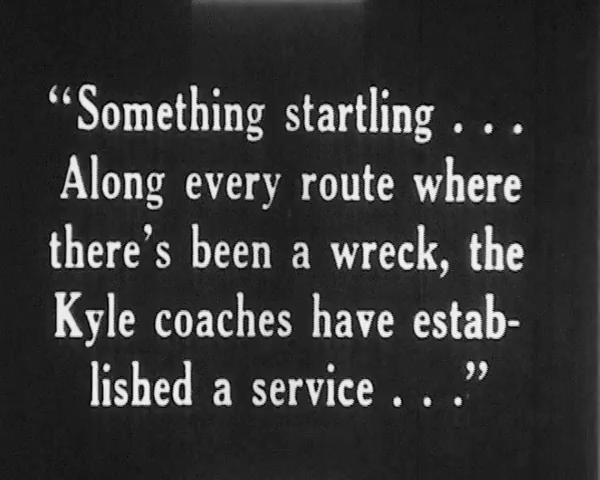 “Something startling . . .
Along every route where
there’s been a wreck, the
Kyle coaches have estab-
lished a service . . .”